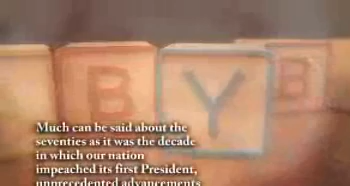 B Y B
Much can be said about the
seventies as it was the decade
in which our nation
impeached its first President,
unprecedented advancements